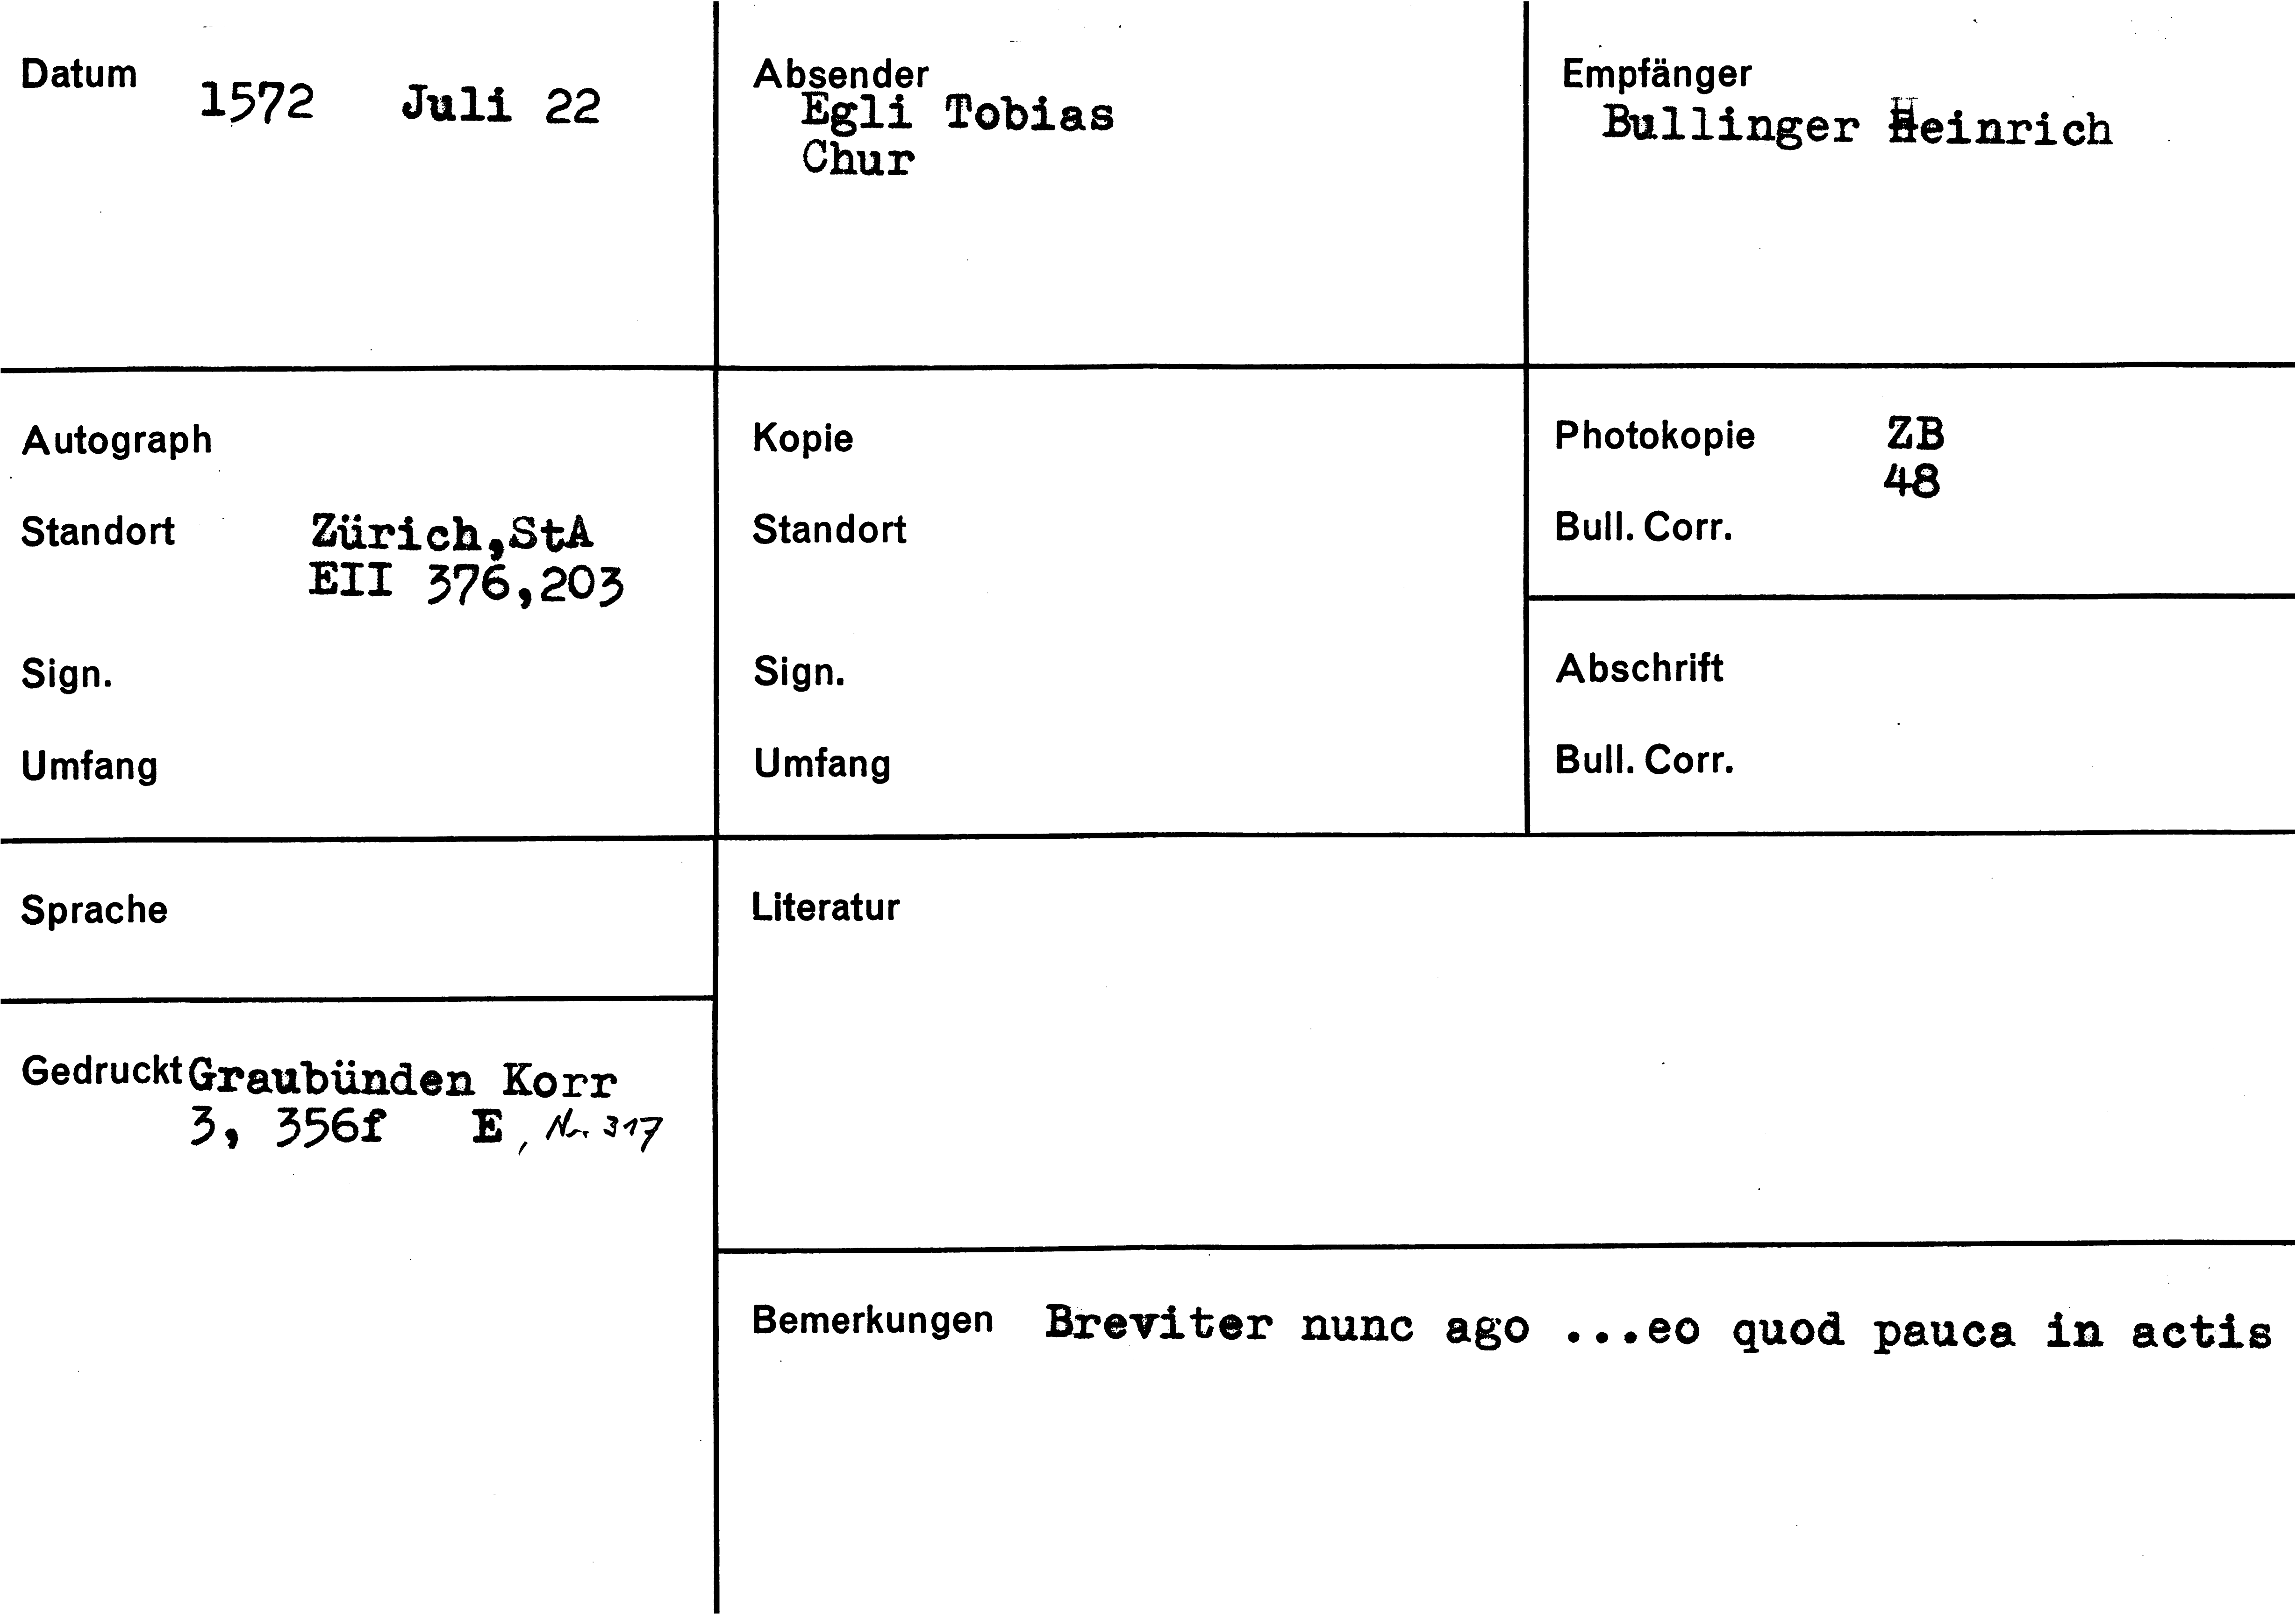 Datum 1572 Juli 22
Absender
Egli Tobias
Chur
Empfänger
Bullinger Heinrich
Autograph
Standort Zürich,StA
EII 376,203
Sign.
Umfang
Kopie
Standort
Sign.
Umfang
Photokopie ZB
48
Bull. Corr.
Abschrift
Bull. Corr.
Sprache
Gedruckt Graubünden Korr
3, 356f E, Nr. 317
Literatur
Bemerkungen Breviter nunc ago ...eo quod pauca in actis